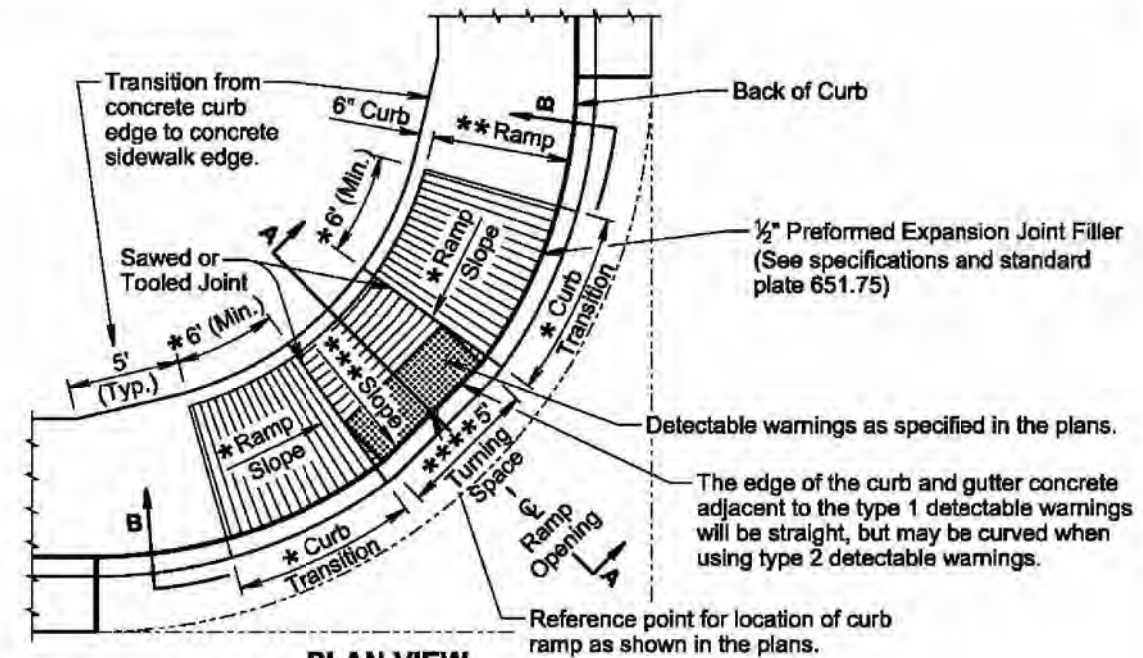 Transition from
concrete curb
edge to concrete
sidewalk edge.
6" Curb
** Ramp
B
Back of Curb
* 6' (Min.)
A
* Ramp
Slope
½" Preformed Expansion Joint Filler
(See specifications and standard
plate 651.75)
Sawed or
Tooled Joint
* 6' (Min.)
5'
(Typ.)
* Curb
Transition
*** Slope
* Ramp
Slope
Detectable warnings as specified in the plans.
**** 5'
Turning
Space
The edge of the curb and gutter concrete
adjacent to the type 1 detectable warnings
will be straight, but may be curved when
using type 2 detectable warnings.
B
* Curb
Transition
℄
Ramp
Opening
A
Reference point for location of curb
ramp as shown in the plans.
PLAN VIEW